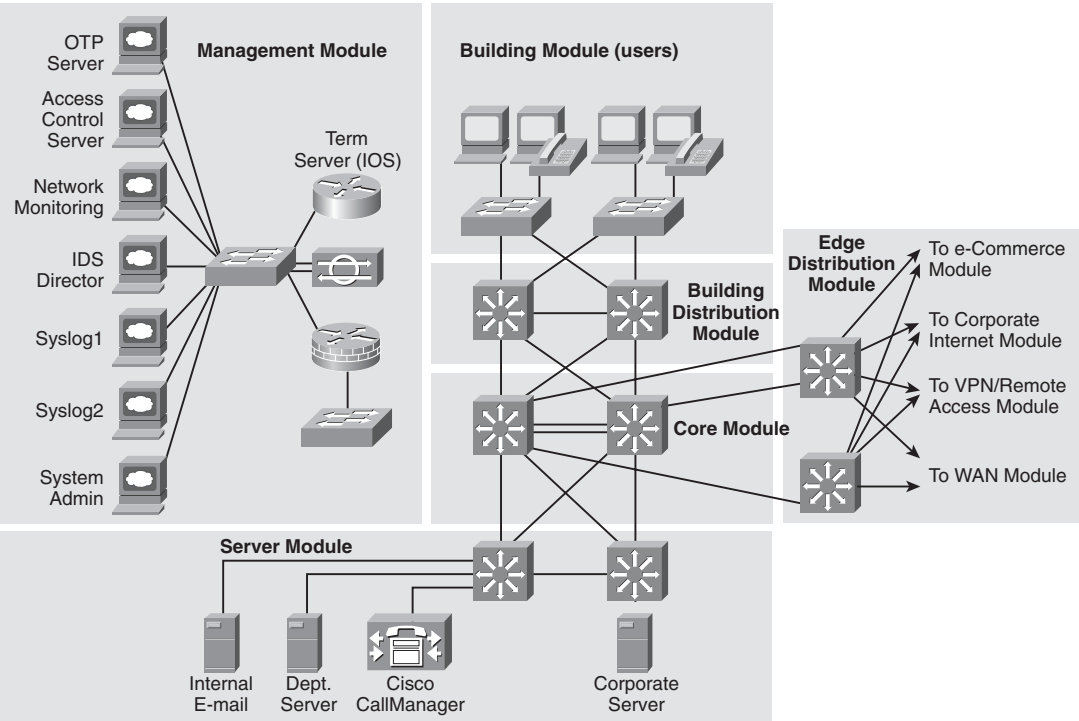 Management Module
OTP
Server
Access
Control
Server
Network
Monitoring
IDS
Director
Syslog1
Syslog2
System
Admin
Term
Server (IOS)
Building Module (users)
Building
Distribution
Module
Core Module
Edge
Distribution
Module
To e-Commerce
Module
To Corporate
Internet Module
To VPN/Remote
Access Module
To WAN Module
Server Module
Internal
E-mail
Dept.
Server
Cisco
CallManager
Corporate
Server